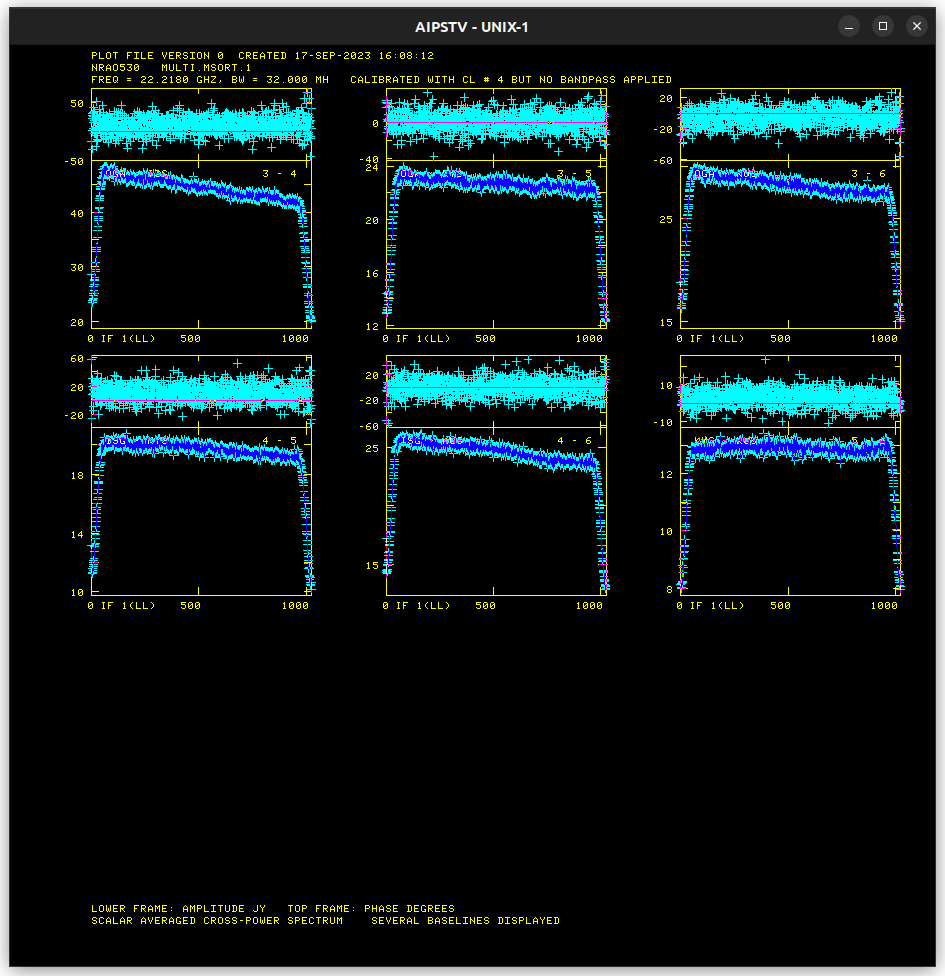 AIPSTV - UNIX-1
PLOT FILE VERSION 0 CREATED 17-SEP-2023 16:08:12
NRAO530 MULTI.MSORT.1
FREQ = 22.2180 GHZ, BW = 32.000 MH CALIBRATED WITH CL # 4 BUT NO BANDPASS APPLIED
50 0 20
-50 -40 -20
-60
24
3 - 4 3 - 5 3 - 6
40 20 25
30 16
20 12 15
0 IF 1(LL) 500 1000 0 IF 1(LL) 500 1000 0 IF 1(LL) 500 1000
60 20 10
20 -20 -10
-20 -60
4 - 5 4 - 6 5
18 25 12
14 15 10
10 8
0 IF 1(LL) 500 1000 0 IF 1(LL) 500 1000 0 IF 1(LL) 500 1000
LOWER FRAME: AMPLITUDE JY TOP FRAME: PHASE DEGREES
SCALAR AVERAGED CROSS-POWER SPECTRUM SEVERAL BASELINES DISPLAYED